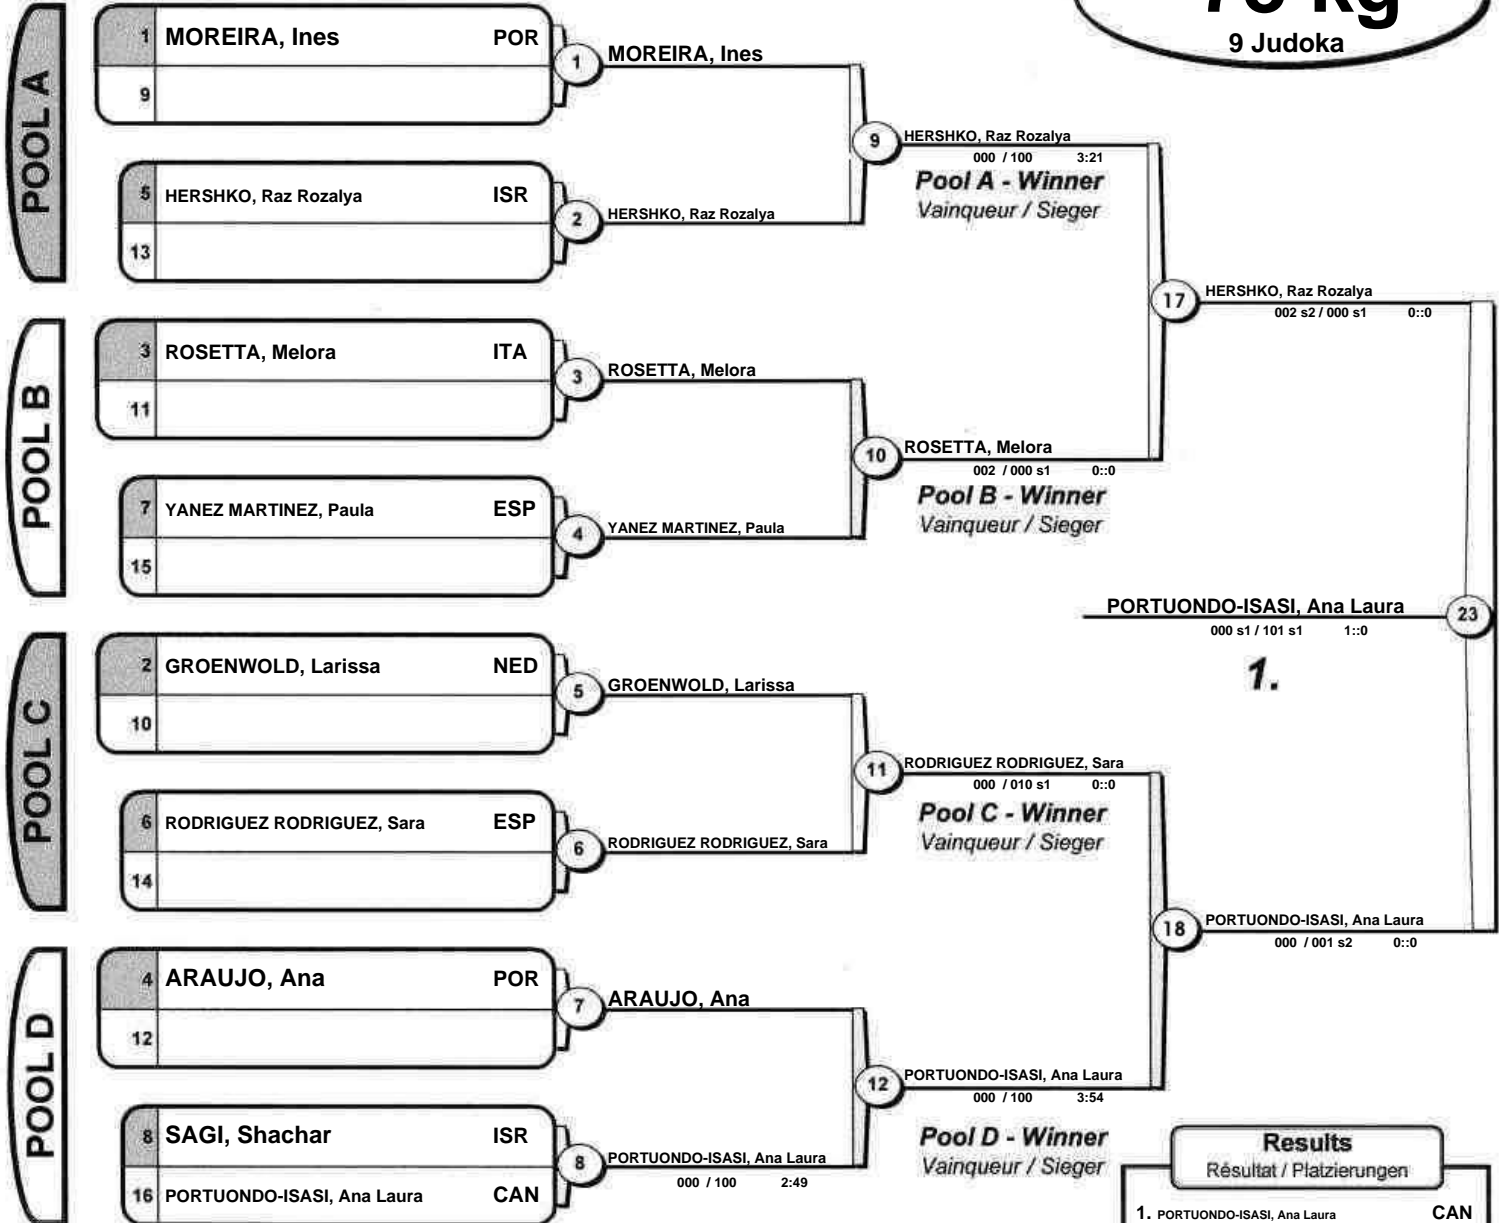 78 kg
9 Judoka
POOL A
1 MOREIRA, Ines POR
9
1 MOREIRA, Ines
5 HERSHKO, Raz Rozalya ISR
13
2 HERSHKO, Raz Rozalya
9 HERSHKO, Raz Rozalya
000 / 100 3:21
Pool A - Winner
Vainqueur / Sieger
17 HERSHKO, Raz Rozalya
002 s2 / 000 s1 0::0
POOL B
3 ROSETTA, Melora ITA
11
3 ROSETTA, Melora
7 YANEZ MARTINEZ, Paula ESP
15
4 YANEZ MARTINEZ, Paula
10 ROSETTA, Melora
002 / 000 s1 0::0
Pool B - Winner
Vainqueur / Sieger
PORTUONDO-ISASI, Ana Laura 23
000 s1 / 101 s1 1::0
1.
POOL C
2 GROENWOLD, Larissa NED
10
5 GROENWOLD, Larissa
6 RODRIGUEZ RODRIGUEZ, Sara ESP
14
6 RODRIGUEZ RODRIGUEZ, Sara
11 RODRIGUEZ RODRIGUEZ, Sara
000 / 010 s1 0::0
Pool C - Winner
Vainqueur / Sieger
18 PORTUONDO-ISASI, Ana Laura
000 / 001 s2 0::0
POOL D
4 ARAUJO, Ana POR
12
7 ARAUJO, Ana
8 SAGI, Shachar ISR
16 PORTUONDO-ISASI, Ana Laura CAN
8 PORTUONDO-ISASI, Ana Laura
000 / 100 2:49
12 PORTUONDO-ISASI, Ana Laura
000 / 100 3:54
Pool D - Winner
Vainqueur / Sieger
Results
Résultat / Platzierungen
1. PORTUONDO-ISASI, Ana Laura CAN